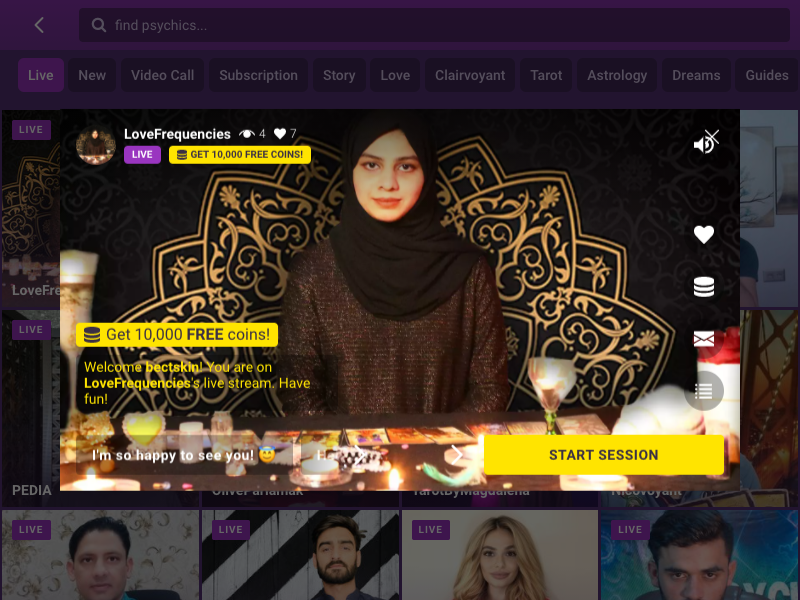 find psychics...
Live
New
Video Call
Subscription
Story
Love
Clairvoyant
Tarot
Astrology
Dreams
Guides
LIVE
LoveFrequencies 4 7
LIVE
GET 10,000 FREE COINS!
LoveFre
LIVE
Get 10,000 FREE coins!
Welcome bectskin! You are on
LoveFrequencies's live stream. Have
fun!
I'm so happy to see you! 😇
START SESSION
PEDIA
OliverPariamak
TarotByMagdalena
Nicovoyant
LIVE
LIVE
LIVE
LIVE